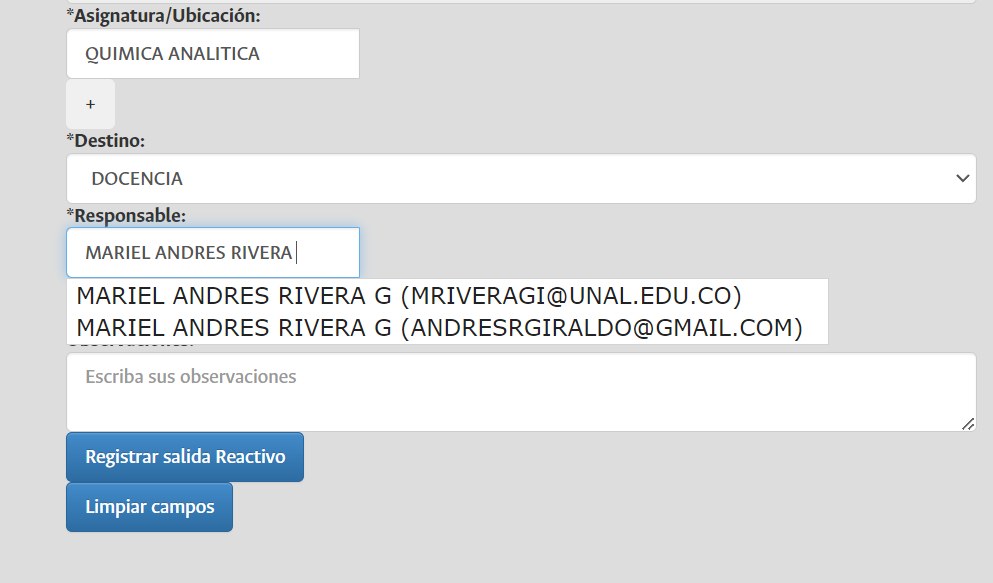 *Asignatura/Ubicación:
QUIMICA ANALITICA
+
*Destino:
DOCENCIA
*Responsable:
MARIEL ANDRES RIVERA
MARIEL ANDRES RIVERA G (MRIVERAGI@UNAL.EDU.CO)
MARIEL ANDRES RIVERA G (ANDRESRGIRALDO@GMAIL.COM)
Escriba sus observaciones
Registrar salida Reactivo
Limpiar campos